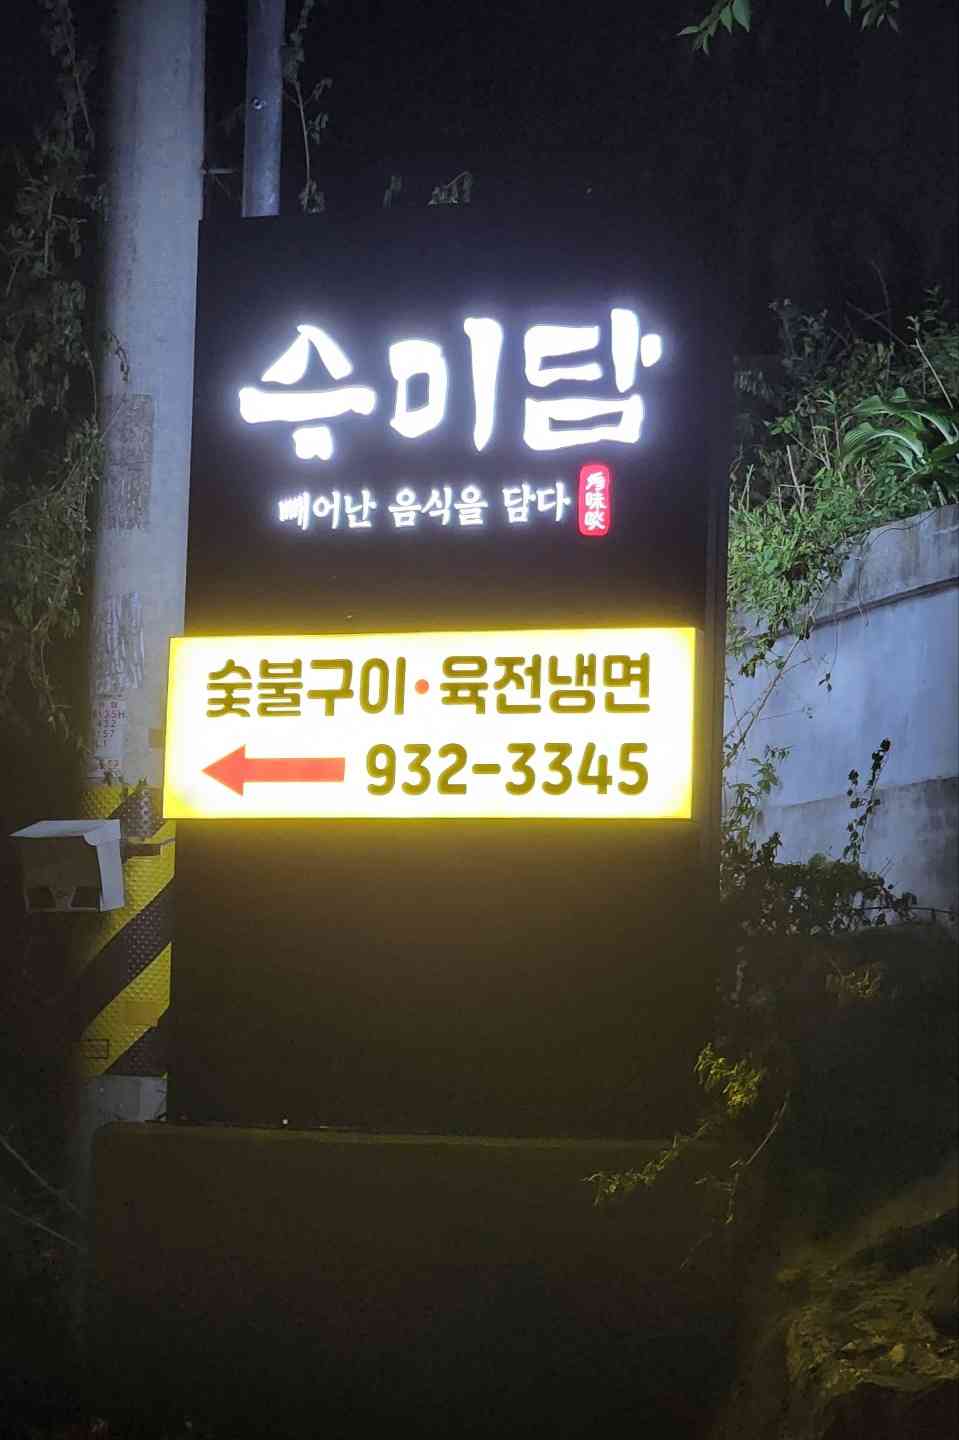 수미담
빼어난 음식을 담다
秀味啖
숯불구이·육전냉면
932-3345